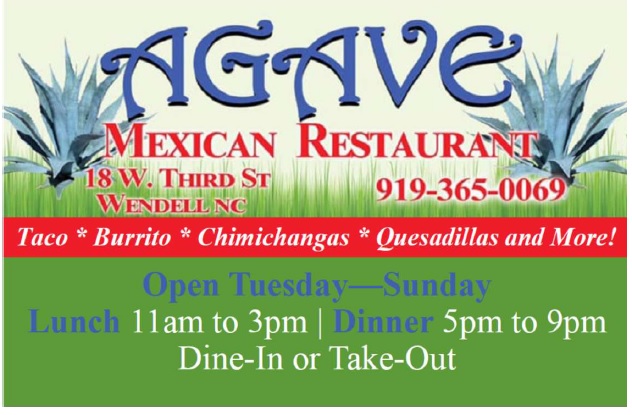 AGAVE
MEXICAN RESTAURANT
18 W. THIRD ST
WENDELL NC
919-365-0069
Taco * Burrito * Chimichangas * Quesadillas and More!
Open Tuesday—Sunday
Lunch 11am to 3pm | Dinner 5pm to 9pm
Dine-In or Take-Out